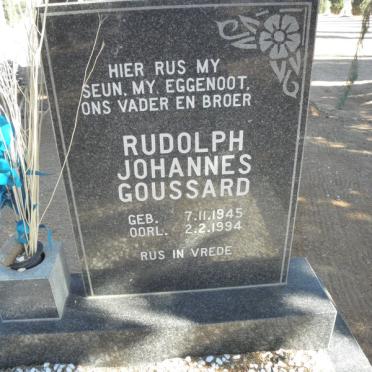 HIER RUS MY
SEUN, MY, EGGENOOT,
ONS VADER EN BROER
RUDOLPH
JOHANNES
GOUSSARD
GEB. 7.11.1945
OORL. 2.2.1994
RUS IN VREDE